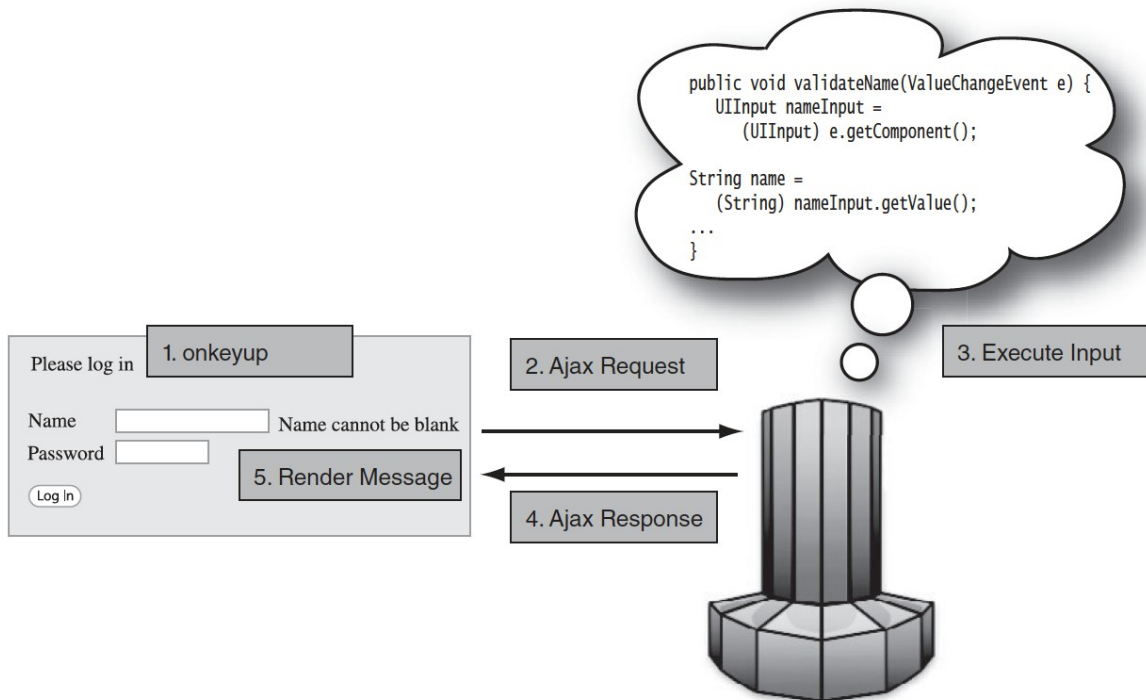 public void validateName(ValueChangeEvent e) {
UIInput nameInput =
(UIInput) e.getComponent();
String name =
(String) nameInput.getValue();
...
}
1. onkeyup
Please log in
2. Ajax Request
3. Execute Input
Name
Name cannot be blank
Password
5. Render Message
Log In
4. Ajax Response